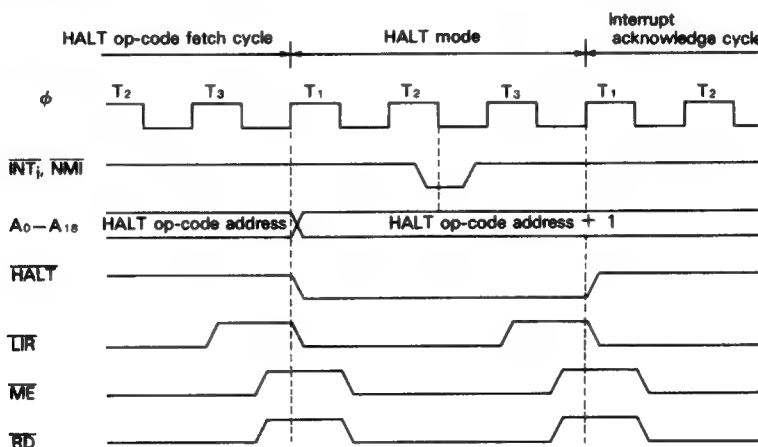 HALT op-code fetch cycle HALT mode Interrupt acknowledge cycle
φ T₂ T₃ T₁ T₂ T₃ T₁ T₂
INTⱼ, NMI
A₀—A₁₈ HALT op-code address HALT op-code address + 1
HALT
LIR
ME
RD